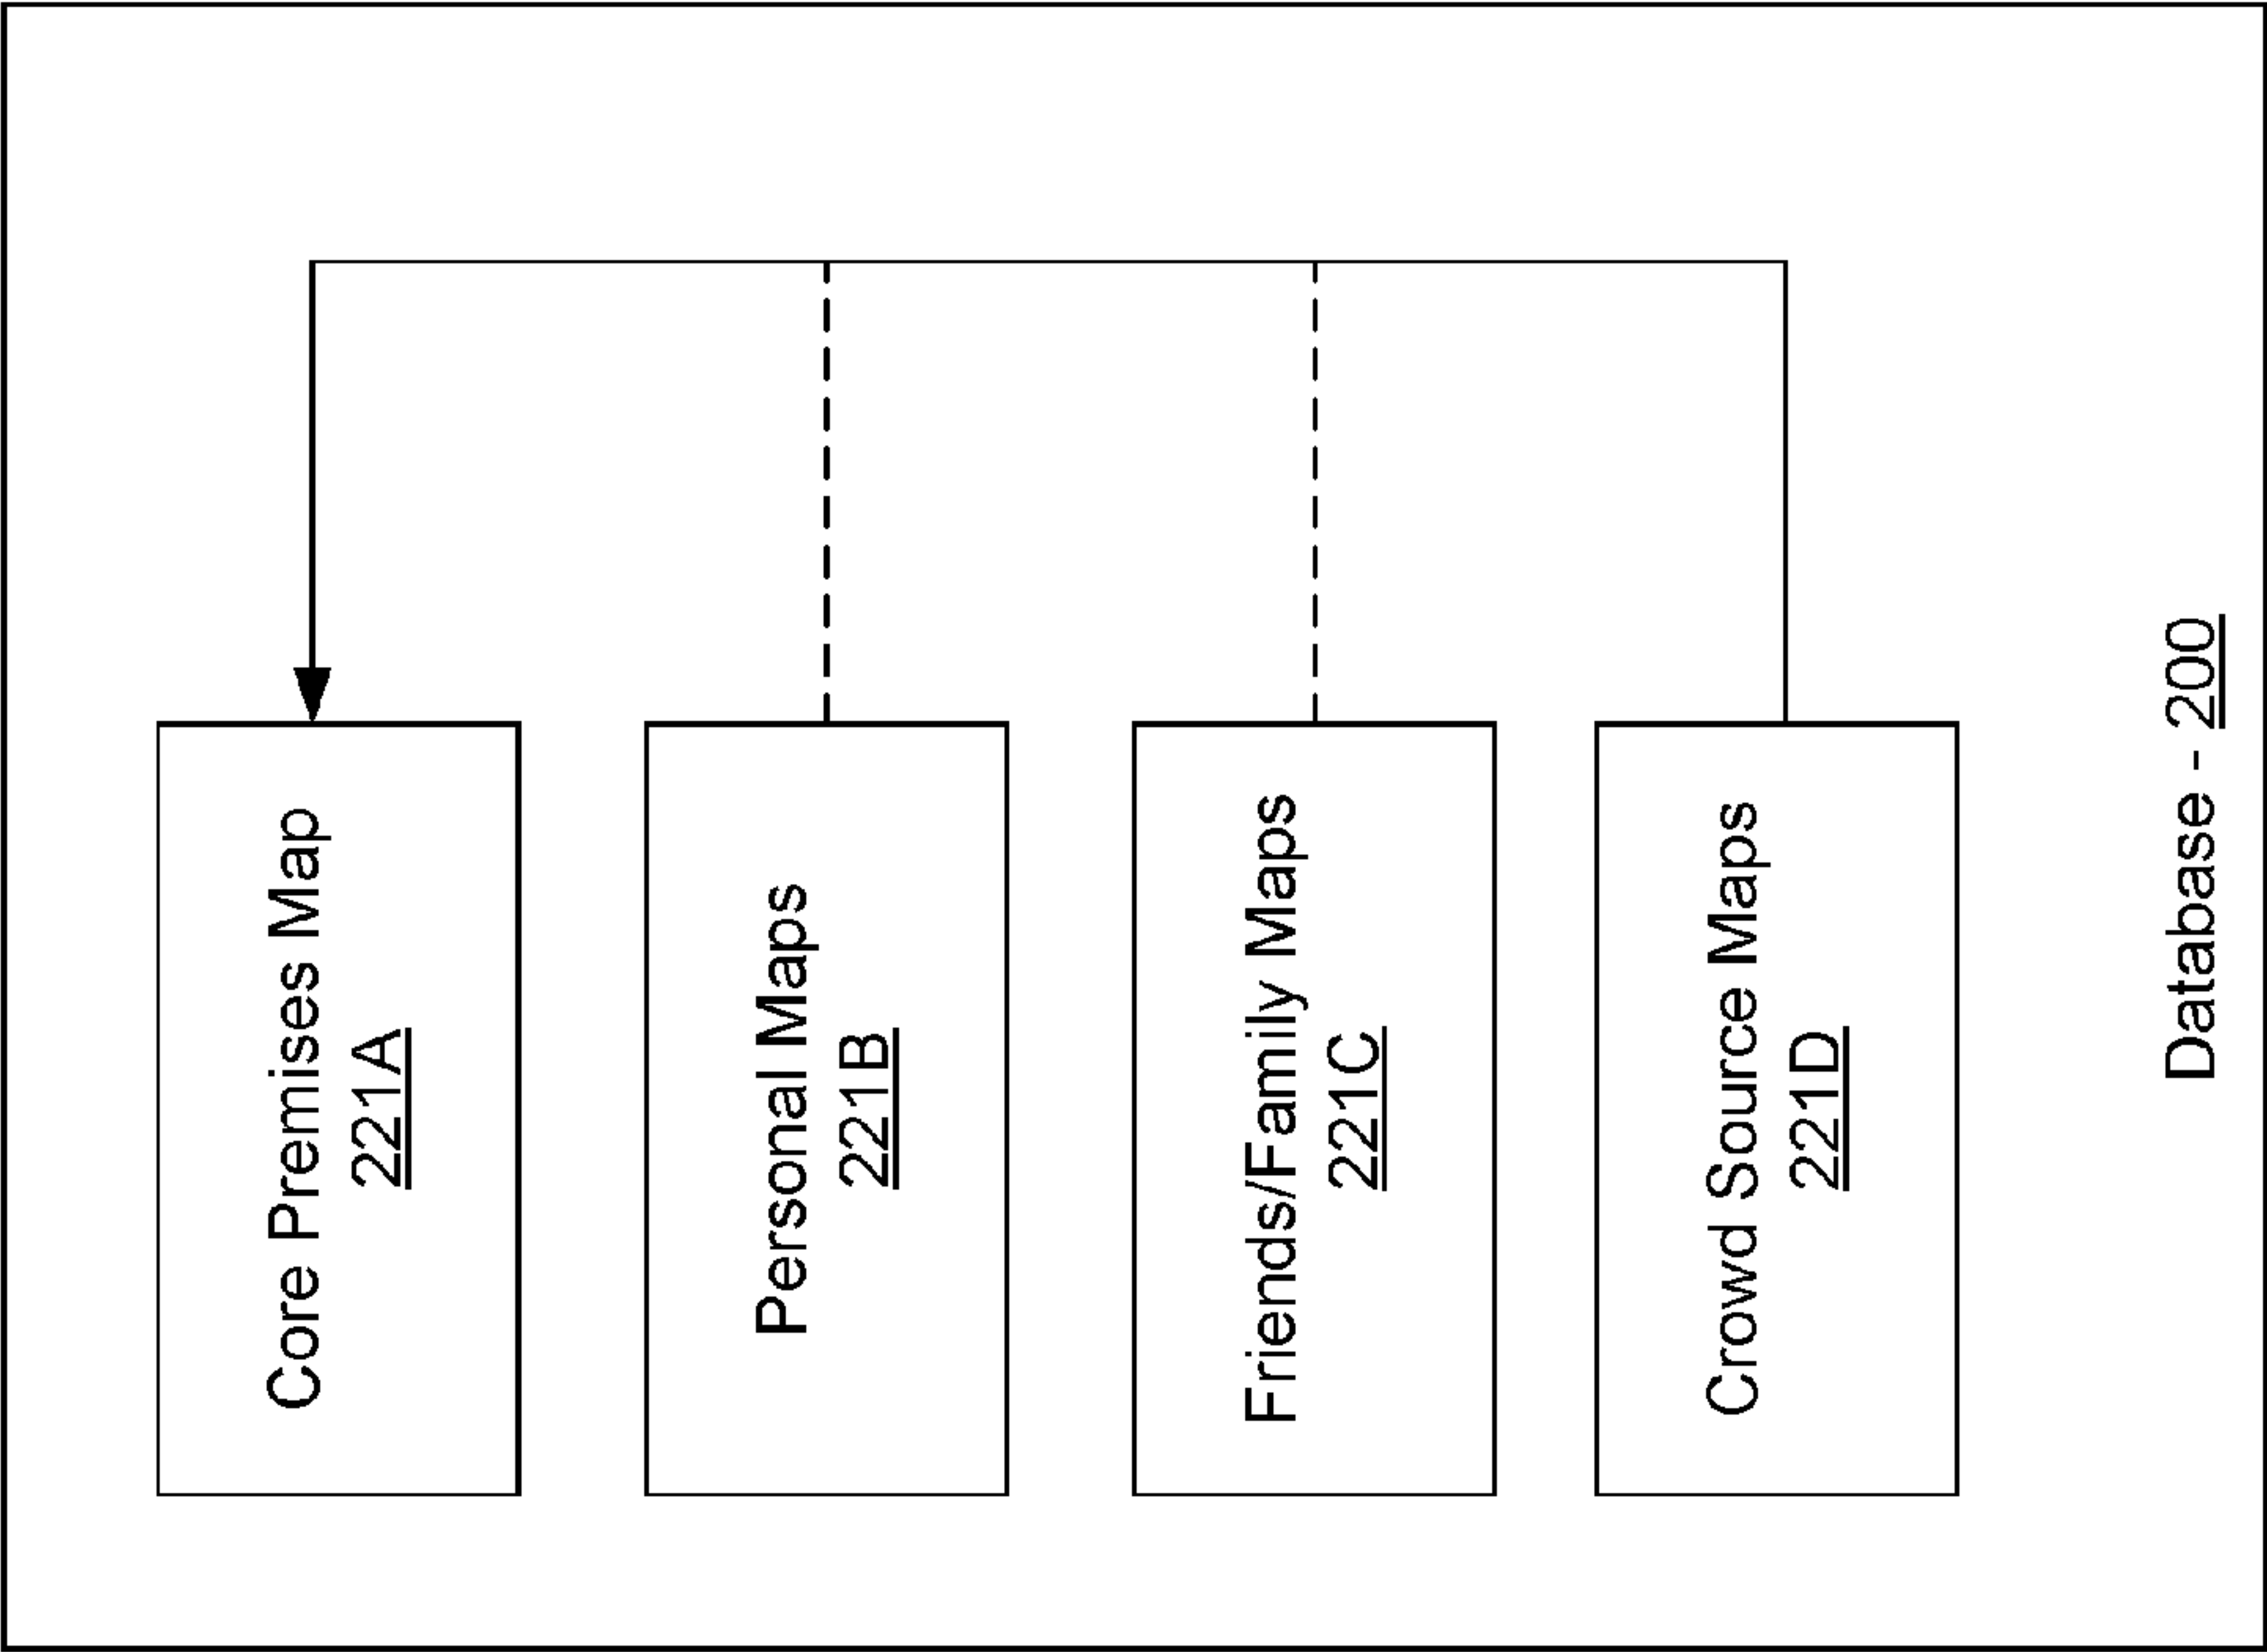 Core Premises Map
221A
Personal Maps
221B
Friends/Family Maps
221C
Crowd Source Maps
221D
Database - 200